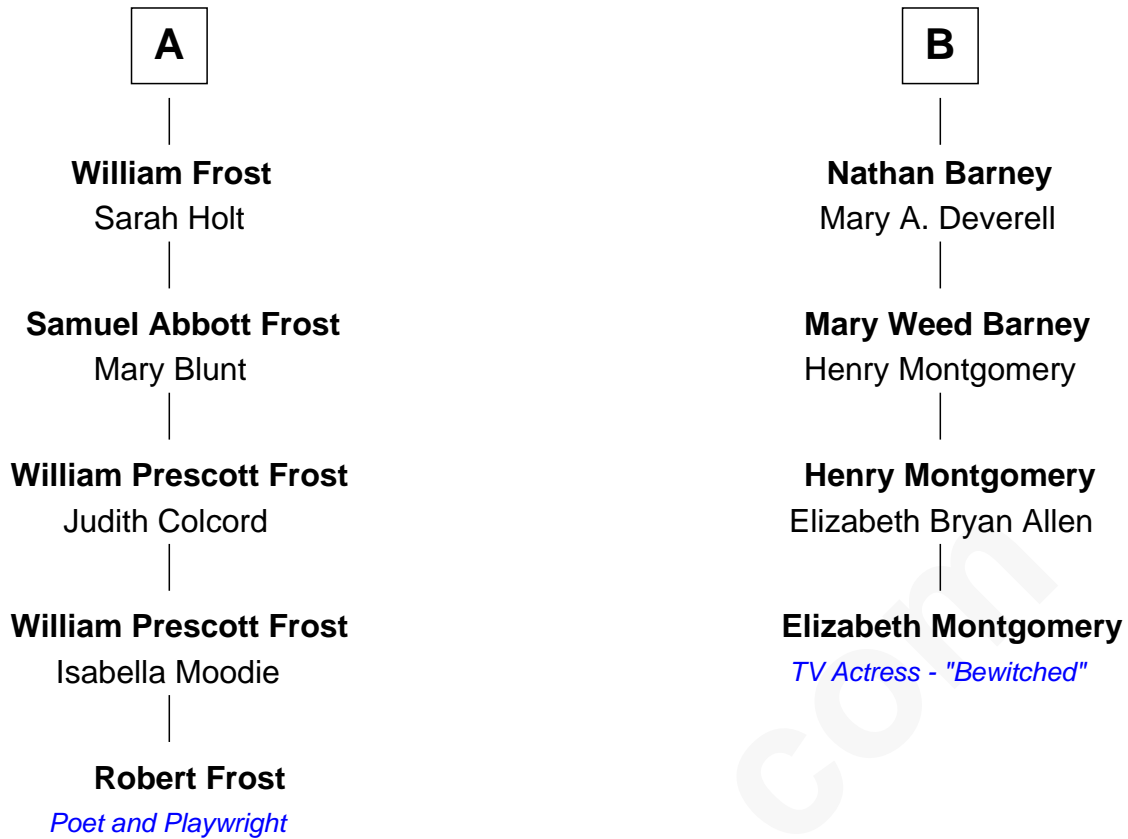 A
William Frost
Sarah Holt
Samuel Abbott Frost
Mary Blunt
William Prescott Frost
Judith Colcord
William Prescott Frost
Isabella Moodie
Robert Frost
Poet and Playwright
B
Nathan Barney
Mary A. Deverell
Mary Weed Barney
Henry Montgomery
Henry Montgomery
Elizabeth Bryan Allen
Elizabeth Montgomery
TV Actress - "Bewitched"
com